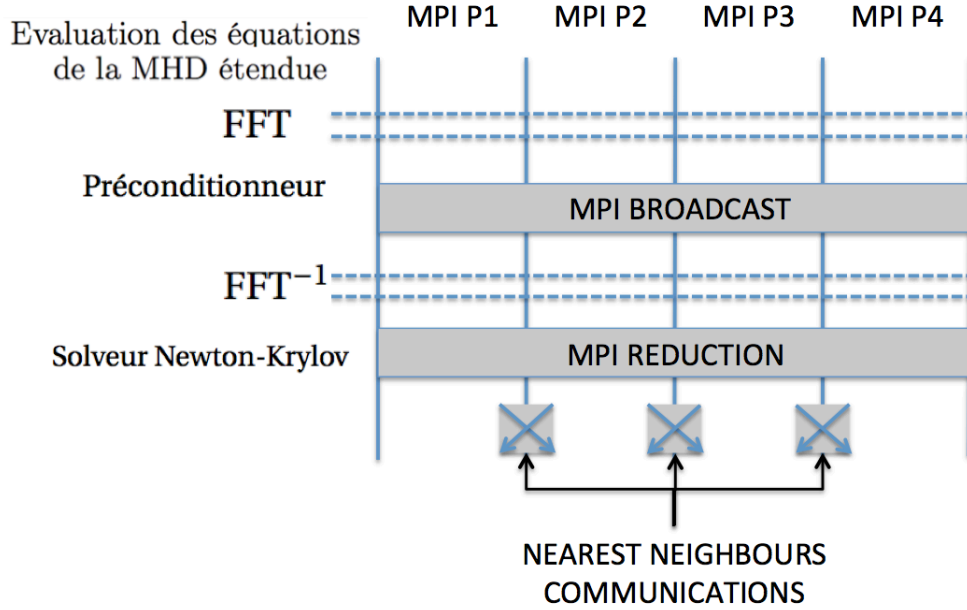 MPI P1 MPI P2 MPI P3 MPI P4
Evaluation des équations
de la MHD étendue
FFT
Préconditionneur
MPI BROADCAST
FFT⁻¹
Solveur Newton-Krylov
MPI REDUCTION
NEAREST NEIGHBOURS
COMMUNICATIONS